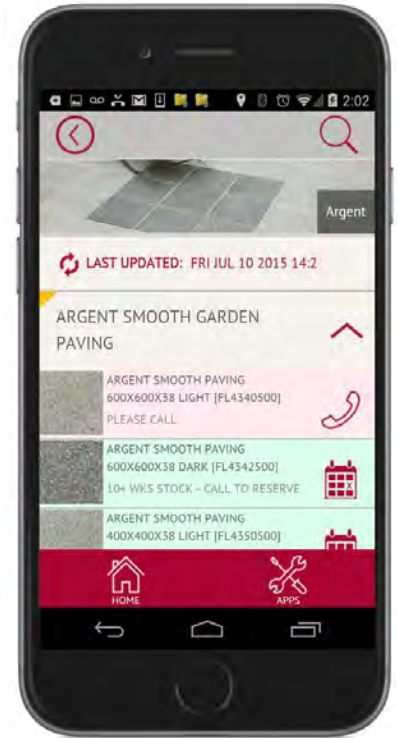 2:02
Argent
LAST UPDATED: FRI JUL 10 2015 14:2
ARGENT SMOOTH GARDEN
PAVING
ARGENT SMOOTH PAVING
600X600X38 LIGHT [FL4340500]
PLEASE CALL
ARGENT SMOOTH PAVING
600X600X38 DARK [FL4342500]
10+ WKS STOCK - CALL TO RESERVE
ARGENT SMOOTH PAVING
400X400X38 LIGHT [FL4350500]
HOME
APPS